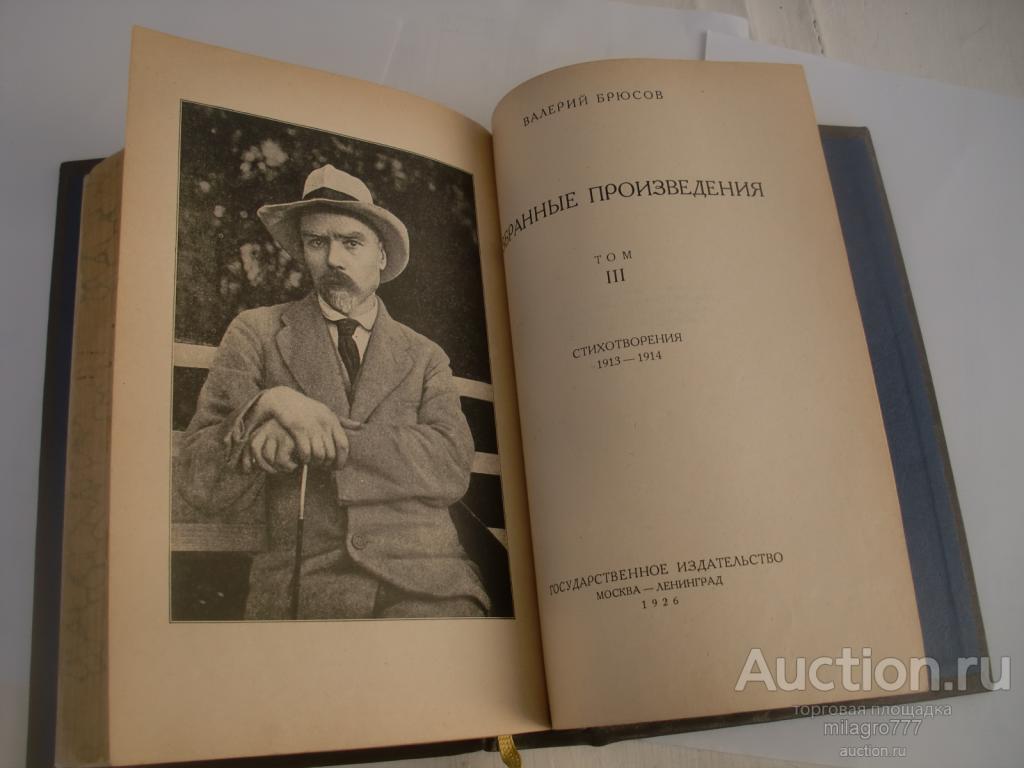 ВАЛЕРИЙ БРЮСОВ
БРАННЫЕ ПРОИЗВЕДЕНИЯ
ТОМ
III
СТИХОТВОРЕНИЯ
1913 — 1914
ГОСУДАРСТВЕННОЕ ИЗДАТЕЛЬСТВО
МОСКВА — ЛЕНИНГРАД
1926
Auction.ru
торговая площадка
milagro777
auction.ru